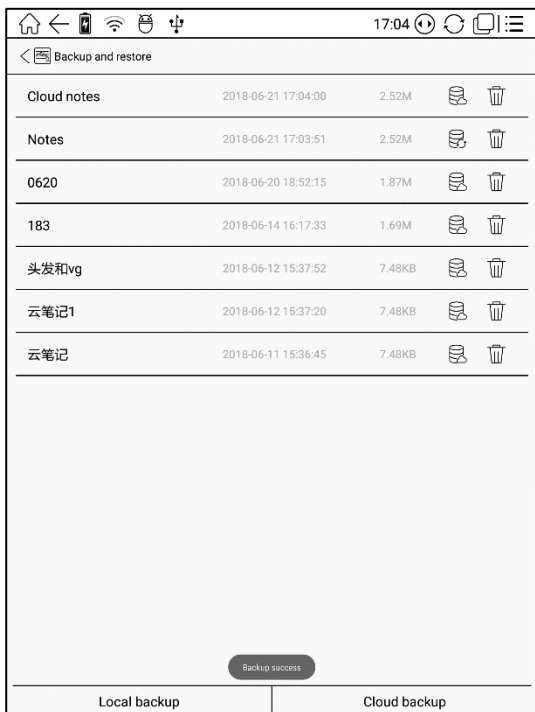 17:04
Backup and restore
Cloud notes 2018-06-21 17:04:00 2.52M
Notes 2018-06-21 17:03:51 2.52M
0620 2018-06-20 18:52:15 1.87M
183 2018-06-14 16:17:33 1.69M
头发和vg 2018-06-12 15:37:52 7.48KB
云笔记1 2018-06-12 15:37:20 7.48KB
云笔记 2018-06-11 15:36:45 7.48KB
Backup success
Local backup Cloud backup